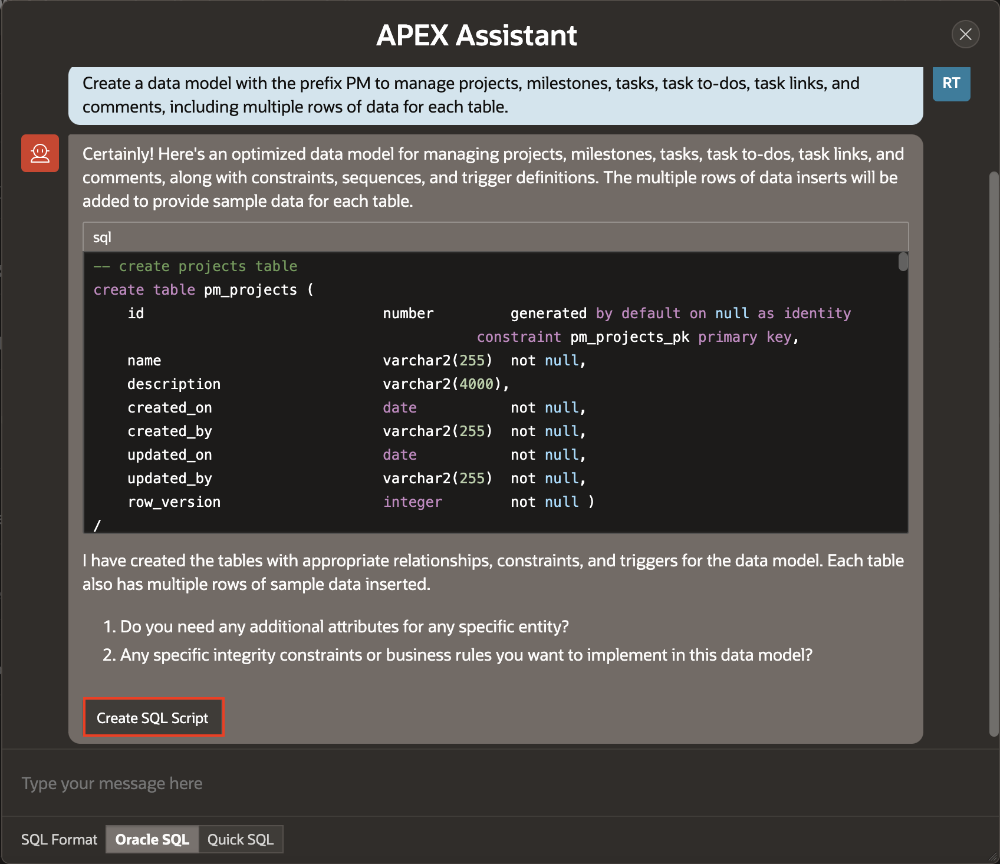 APEX Assistant
Create a data model with the prefix PM to manage projects, milestones, tasks, task to-dos, task links, and
comments, including multiple rows of data for each table.
RT
Certainly! Here's an optimized data model for managing projects, milestones, tasks, task to-dos, task links, and
comments, along with constraints, sequences, and trigger definitions. The multiple rows of data inserts will be
added to provide sample data for each table.
sql
-- create projects table
create table pm_projects (
    id                             number         generated by default on null as identity
                                             constraint pm_projects_pk primary key,
    name                           varchar2(255)  not null,
    description                    varchar2(4000),
    created_on                     date           not null,
    created_by                     varchar2(255)  not null,
    updated_on                     date           not null,
    updated_by                     varchar2(255)  not null,
    row_version                    integer        not null )
/
I have created the tables with appropriate relationships, constraints, and triggers for the data model. Each table
also has multiple rows of sample data inserted.
1. Do you need any additional attributes for any specific entity?
2. Any specific integrity constraints or business rules you want to implement in this data model?
Create SQL Script
Type your message here
SQL Format Oracle SQL Quick SQL